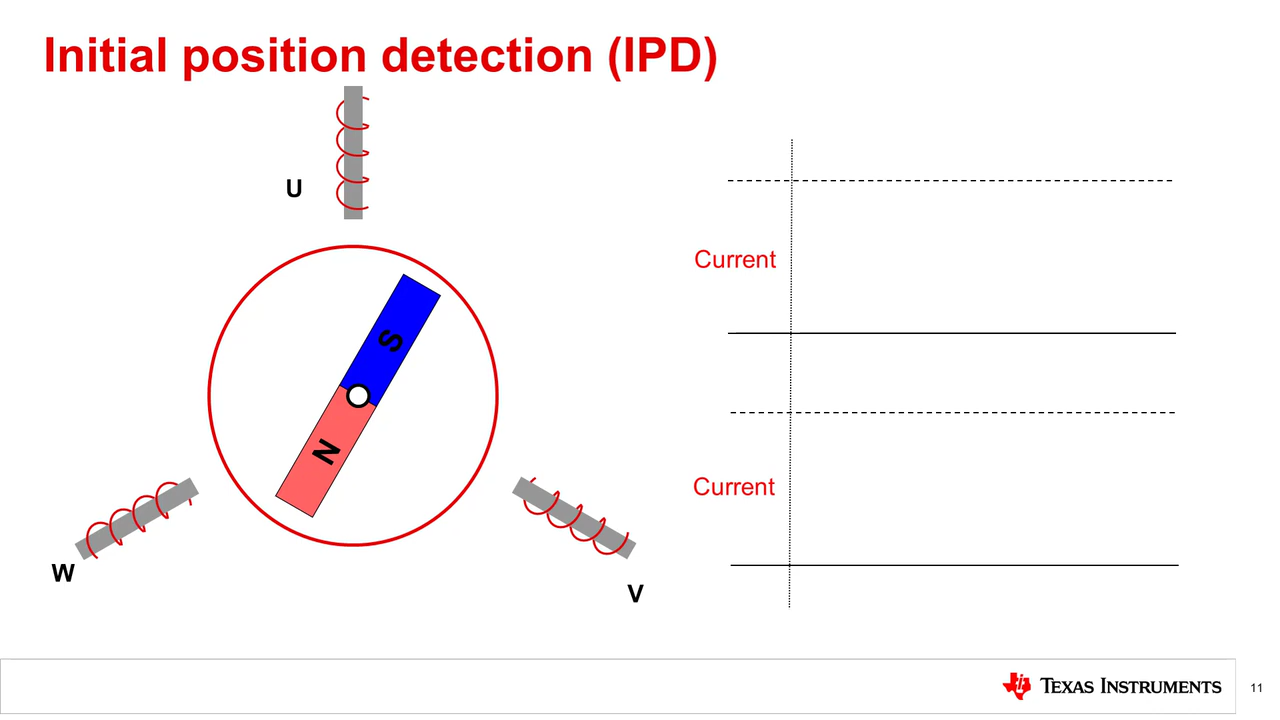 Initial position detection (IPD)
U
Current
S
N
Current
W
V
TEXAS INSTRUMENTS
11